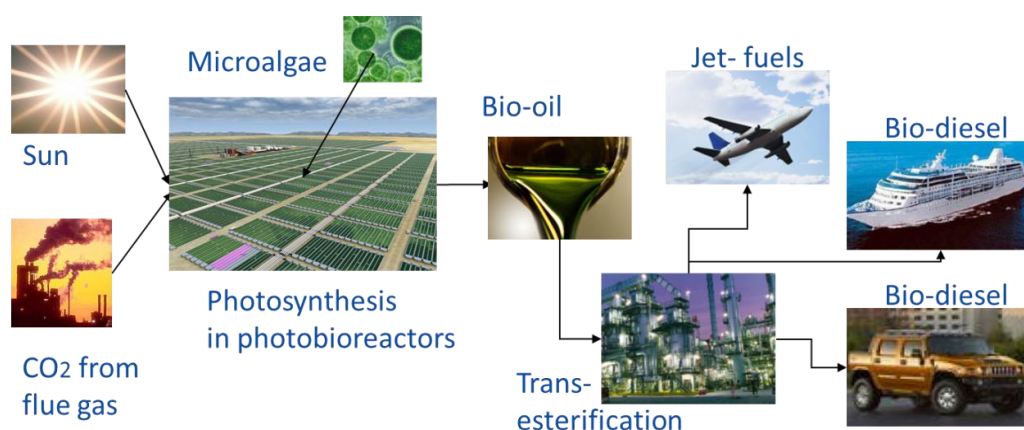 Microalgae
Sun
CO2 from
flue gas
Photosynthesis
in photobioreactors
Bio-oil
Trans-
esterification
Jet- fuels
Bio-diesel
Bio-diesel